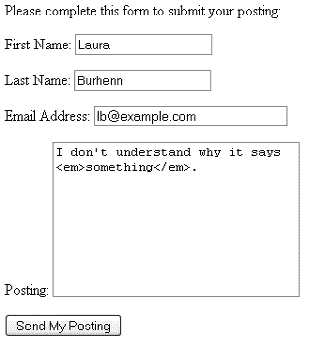 Please complete this form to submit your posting:
First Name: Laura
Last Name: Burhenn
Email Address: lb@example.com
I don't understand why it says
<em>something</em>.
Posting:
Send My Posting